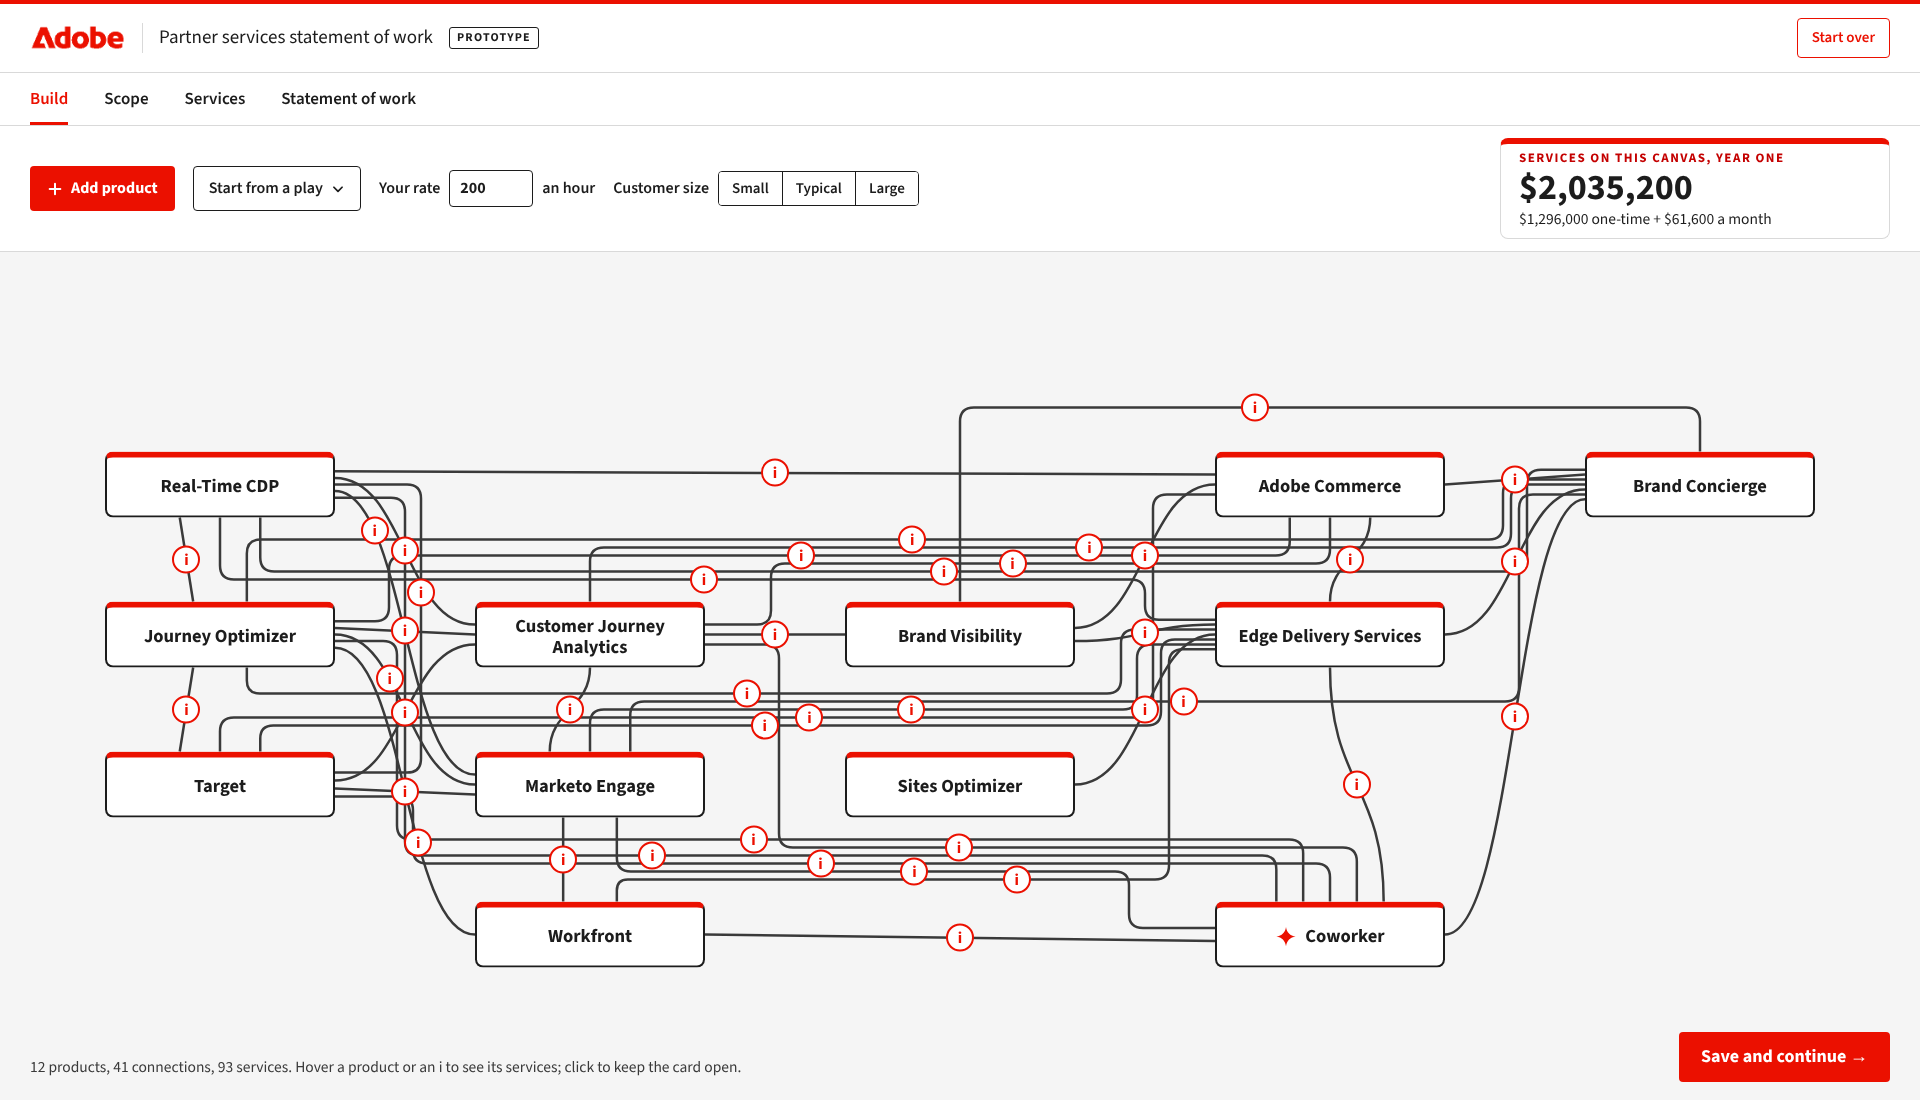 Adobe
Partner services statement of work
PROTOTYPE
Start over
Build
Scope
Services
Statement of work
+ Add product
Start from a play
Your rate
200
an hour
Customer size
Small
Typical
Large
SERVICES ON THIS CANVAS, YEAR ONE
$2,035,200
$1,296,000 one-time + $61,600 a month
Real-Time CDP
Adobe Commerce
Brand Concierge
Journey Optimizer
Customer Journey
Analytics
Brand Visibility
Edge Delivery Services
Target
Marketo Engage
Sites Optimizer
Workfront
Coworker
12 products, 41 connections, 93 services. Hover a product or an i to see its services; click to keep the card open.
Save and continue →